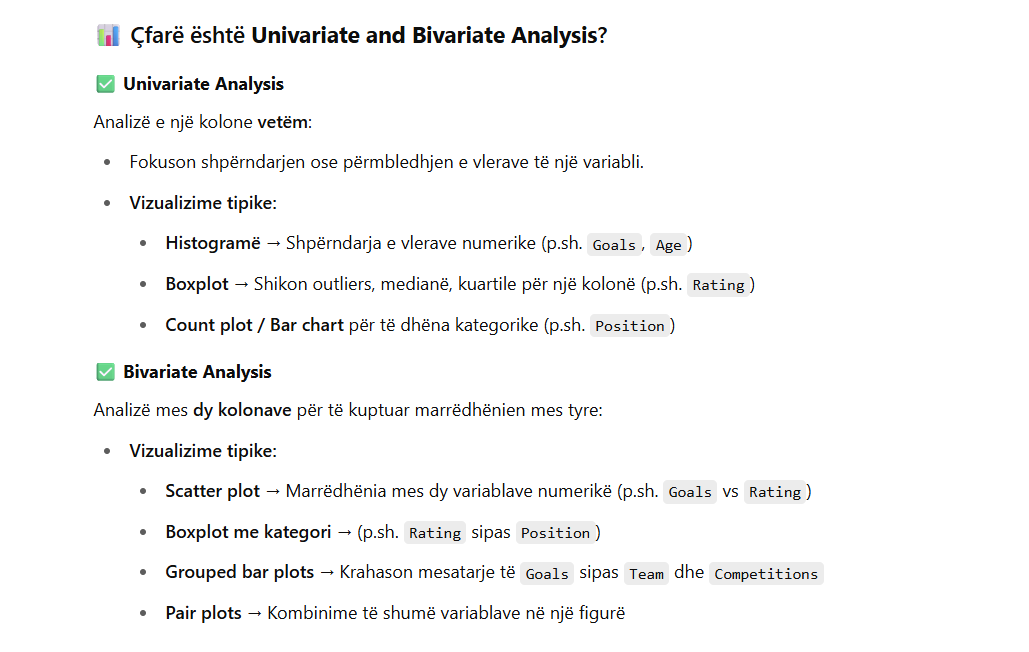 📊 Çfarë është Univariate and Bivariate Analysis?
✅ Univariate Analysis
Analizë e një kolone vetëm:
• Fokuson shpërndarjen ose përmbledhjen e vlerave të një variabli.
• Vizualizime tipike:
• Histogramë → Shpërndarja e vlerave numerike (p.sh. Goals, Age)
• Boxplot → Shikon outliers, medianë, kuartile për një kolonë (p.sh. Rating)
• Count plot / Bar chart për të dhëna kategorike (p.sh. Position)
✅ Bivariate Analysis
Analizë mes dy kolonave për të kuptuar marrëdhënien mes tyre:
• Vizualizime tipike:
• Scatter plot → Marrëdhënia mes dy variablave numerikë (p.sh. Goals vs Rating)
• Boxplot me kategori → (p.sh. Rating sipas Position)
• Grouped bar plots → Krahason mesatarje të Goals sipas Team dhe Competitions
• Pair plots → Kombinime të shumë variablave në një figurë